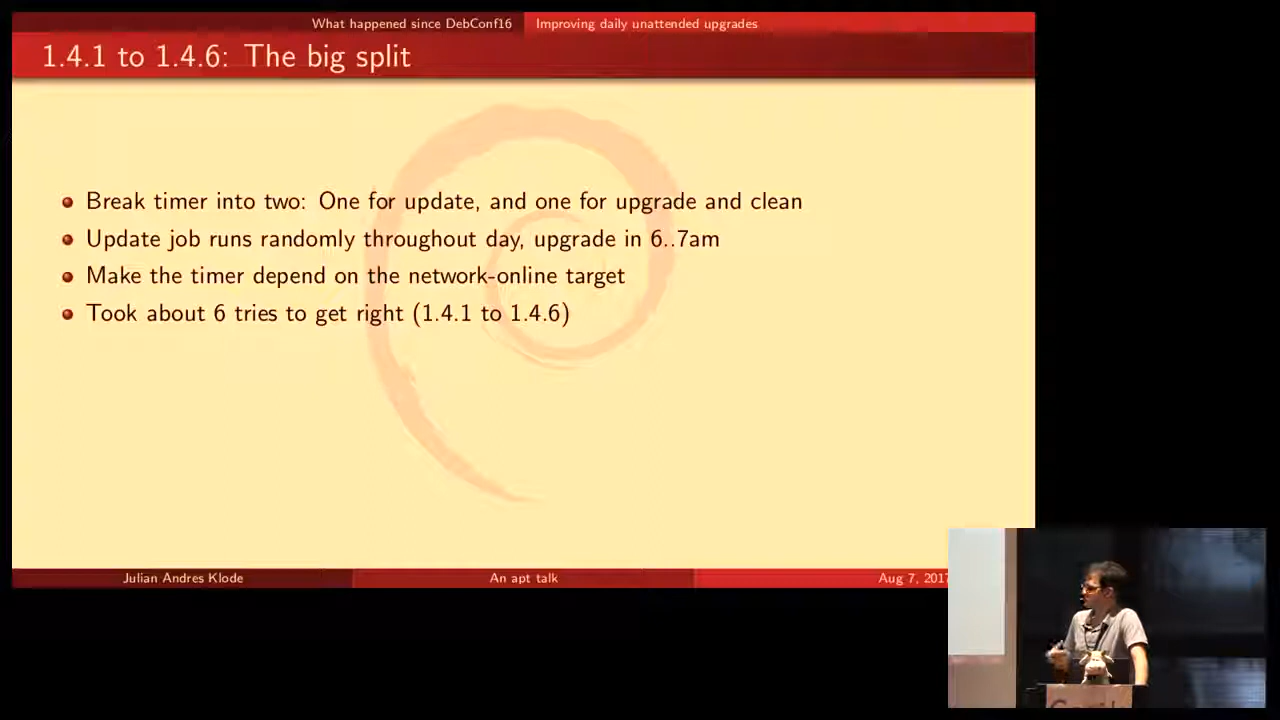 What happened since DebConf16 Improving daily unattended upgrades
1.4.1 to 1.4.6: The big split
Break timer into two: One for update, and one for upgrade and clean
Update job runs randomly throughout day, upgrade in 6..7am
Make the timer depend on the network-online target
Took about 6 tries to get right (1.4.1 to 1.4.6)
Julian Andres Klode An apt talk Aug 7, 2017